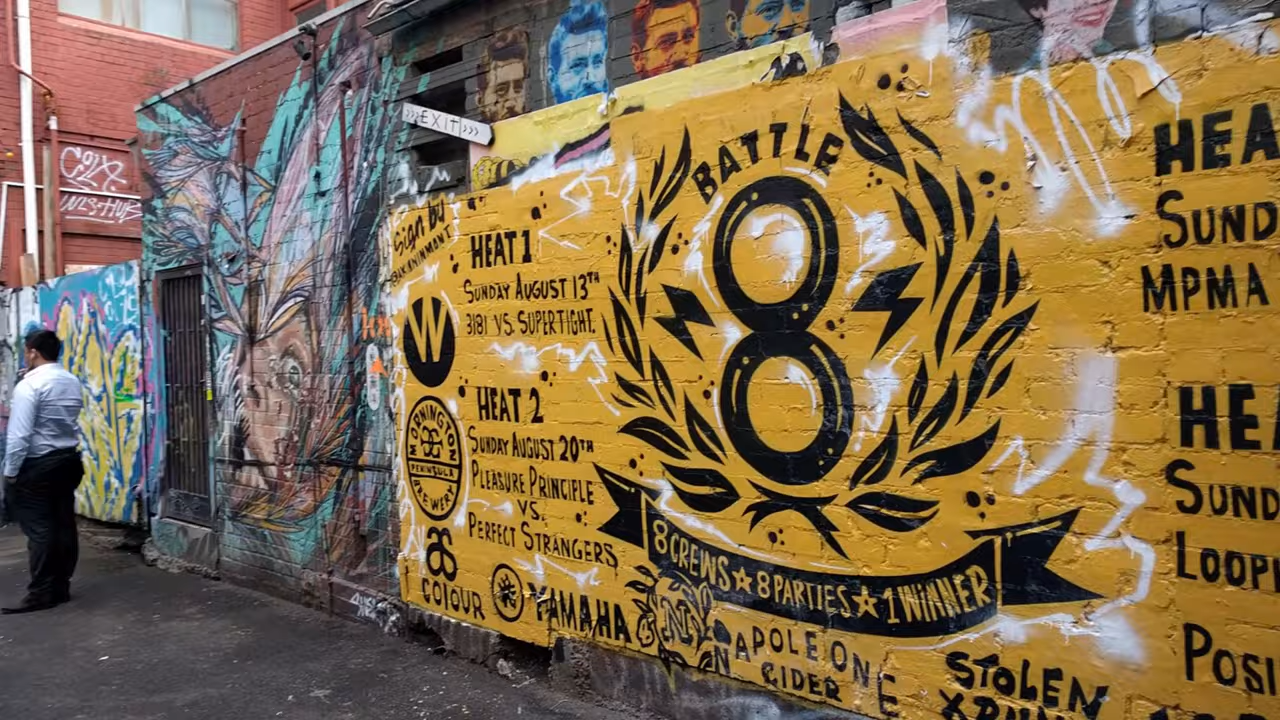 EXIT
BATTLE
8
Sign by
HEAT 1
SUNDAY AUGUST 13TH
3181 VS. SUPERTIGHT.
W
HEAT 2
SUNDAY AUGUST 20TH
PLEASURE PRINCIPLE
VS.
PERFECT STRANGERS
MORNINGTON
PENINSULA
BREWERY
COLOUR
YAMAHA
8 CREWS ★ 8 PARTIES ★ 1 WINNER
NAPOLEONE
CIDER
STOLEN
HEA
SUND
MPMA
HEA
SUND
LOOP
POSI